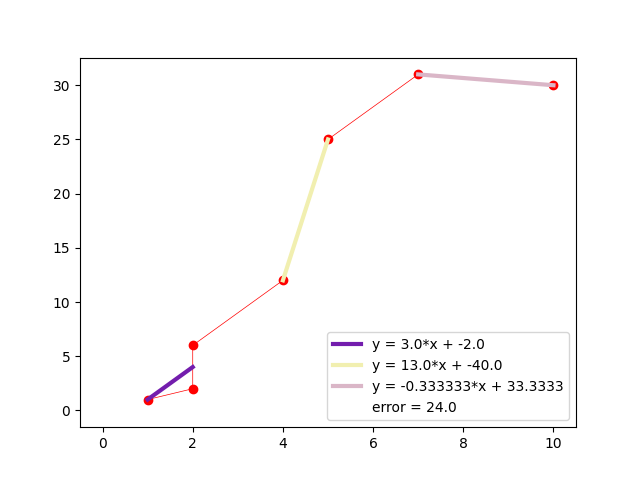 30
25
20
15
10
5
0
0 2 4 6 8 10
y = 3.0*x + -2.0
y = 13.0*x + -40.0
y = -0.333333*x + 33.3333
error = 24.0